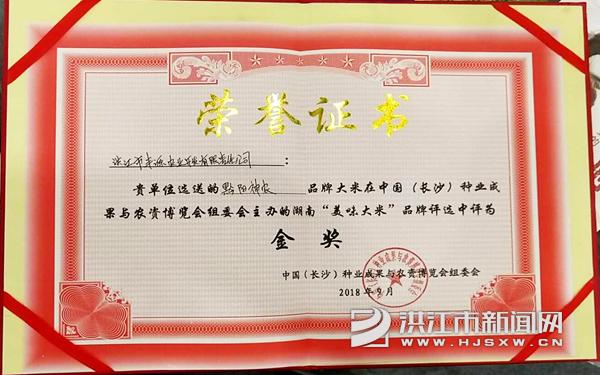 荣誉证书
洪江市丰源农业开发有限责任公司:
贵单位选送的黔阳神农 品牌大米在中国(长沙)种业成
果与农资博览会组委会主办的湖南“美味大米”品牌评选中评为
金奖
中国(长沙)种业成果与农资博览会组委会
2018年9月
洪江市新闻网
WWW.HJSXW.CN